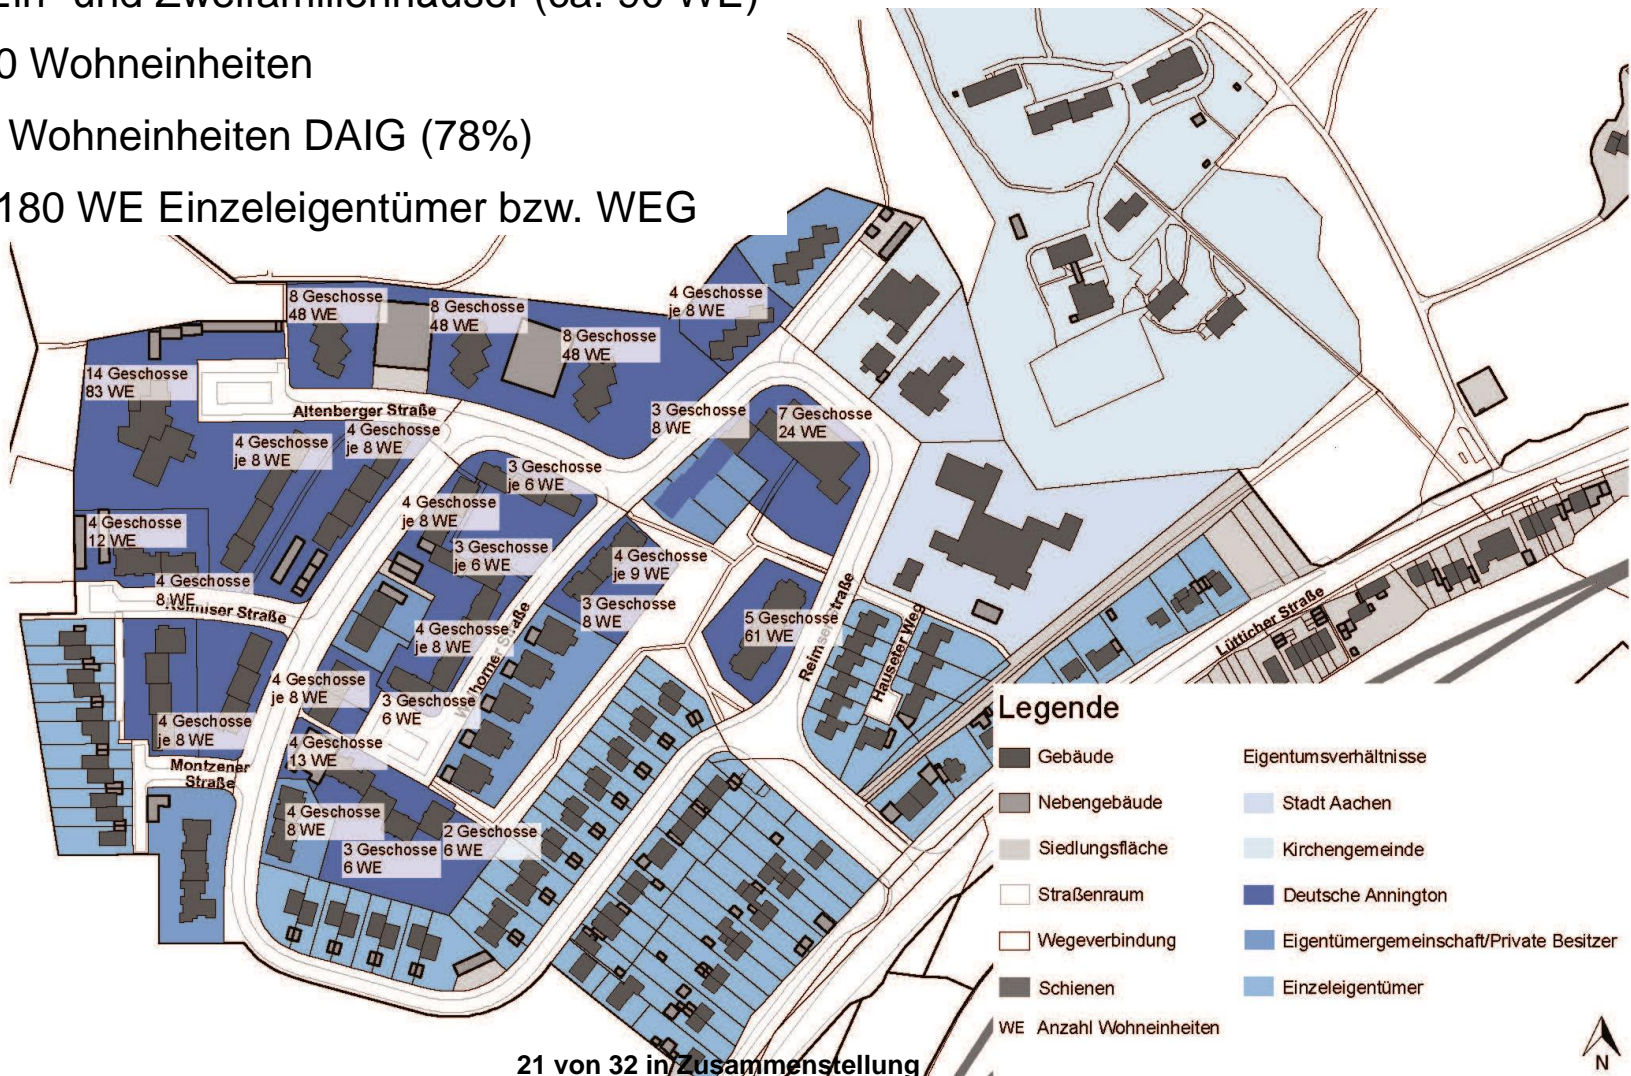 Ein- und Zweifamilienhäuser (ca. 90 WE)
0 Wohneinheiten
Wohneinheiten DAIG (78%)
180 WE Einzeleigentümer bzw. WEG
8 Geschosse
48 WE
8 Geschosse
48 WE
8 Geschosse
48 WE
4 Geschosse
je 8 WE
14 Geschosse
83 WE
Altenberger Straße
4 Geschosse
je 8 WE
4 Geschosse
je 8 WE
3 Geschosse
8 WE
7 Geschosse
24 WE
3 Geschosse
je 6 WE
4 Geschosse
je 8 WE
4 Geschosse
12 WE
3 Geschosse
je 6 WE
4 Geschosse
je 9 WE
4 Geschosse
8 WE
Straße
3 Geschosse
8 WE
5 Geschosse
61 WE
4 Geschosse
je 8 WE
Straße
Hauseter Weg
Lütticher Straße
4 Geschosse
je 8 WE
3 Geschosse
6 WE
4 Geschosse
je 8 WE
4 Geschosse
13 WE
Montzener
Straße
4 Geschosse
8 WE
2 Geschosse
6 WE
3 Geschosse
6 WE
Legende
Gebäude
Nebengebäude
Siedlungsfläche
Straßenraum
Wegeverbindung
Schienen
WE Anzahl Wohneinheiten
Eigentumsverhältnisse
Stadt Aachen
Kirchengemeinde
Deutsche Annington
Eigentümergemeinschaft/Private Besitzer
Einzeleigentümer
N
21 von 32 in Zusammenstellung